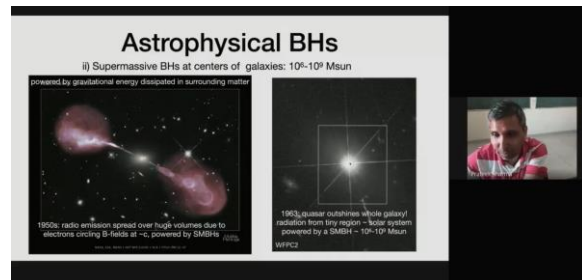 Astrophysical BHs
ii) Supermassive BHs at centers of galaxies: 10⁶-10⁹ Msun
powered by gravitational energy dissipated in surrounding matter
1950s: radio emission spread over huge volumes due to
electrons circling B-fields at ~c, powered by SMBHs
1963: quasar outshines whole galaxy!
radiation from tiny region ~ solar system
powered by a SMBH ~ 10⁶-10⁹ Msun
WFPC2